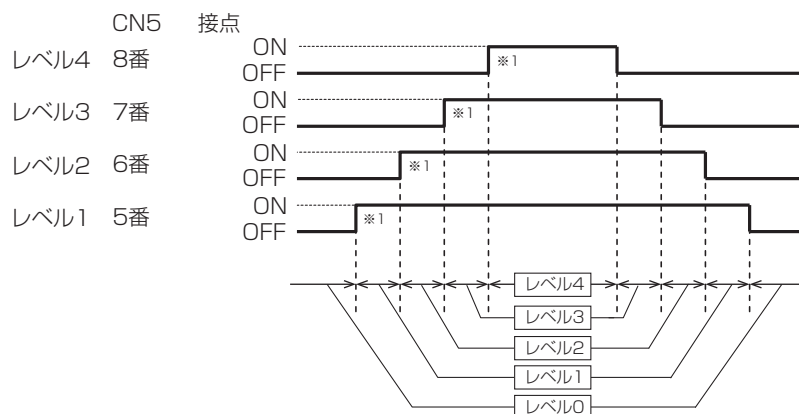 CN5 接点
レベル4 8番 ON
OFF
※1
レベル3 7番 ON
OFF
※1
レベル2 6番 ON
OFF
※1
レベル1 5番 ON
OFF
※1
レベル4
レベル3
レベル2
レベル1
レベル0